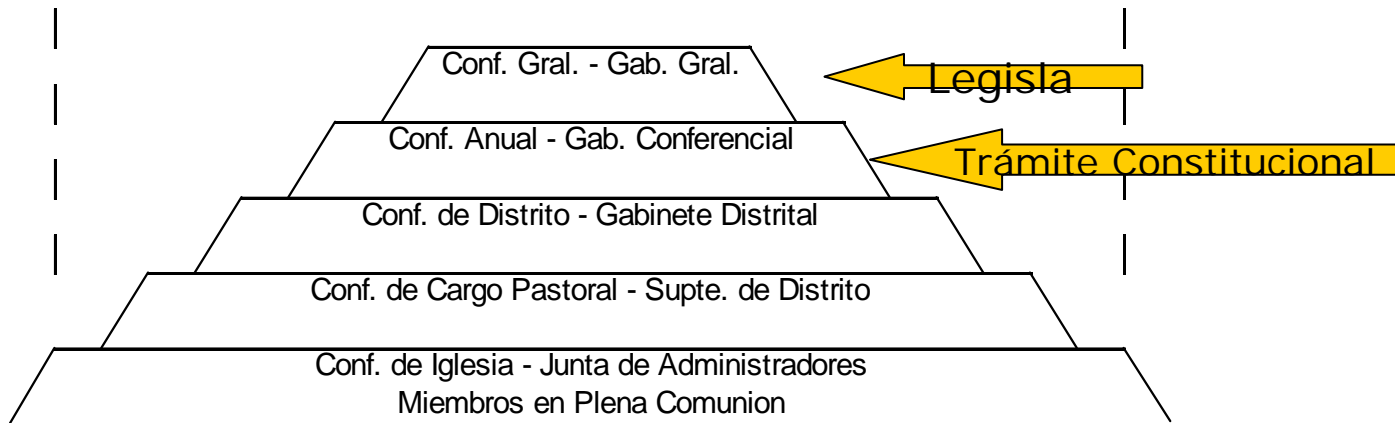 Conf. Gral. - Gab. Gral.
Legisla
Conf. Anual - Gab. Conferencial
Trámite Constitucional
Conf. de Distrito - Gabinete Distrital
Conf. de Cargo Pastoral - Supte. de Distrito
Conf. de Iglesia - Junta de Administradores
Miembros en Plena Comunion